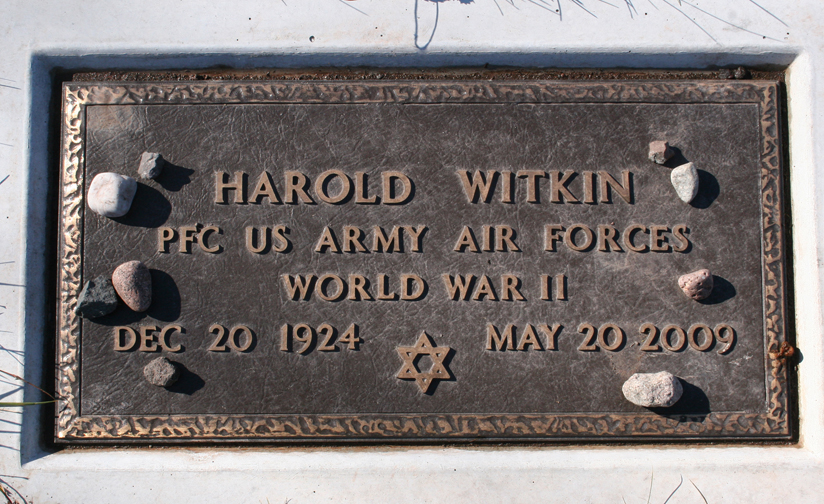 HAROLD WITKIN
PFC US ARMY AIR FORCES
WORLD WAR II
DEC 20 1924 MAY 20 2009